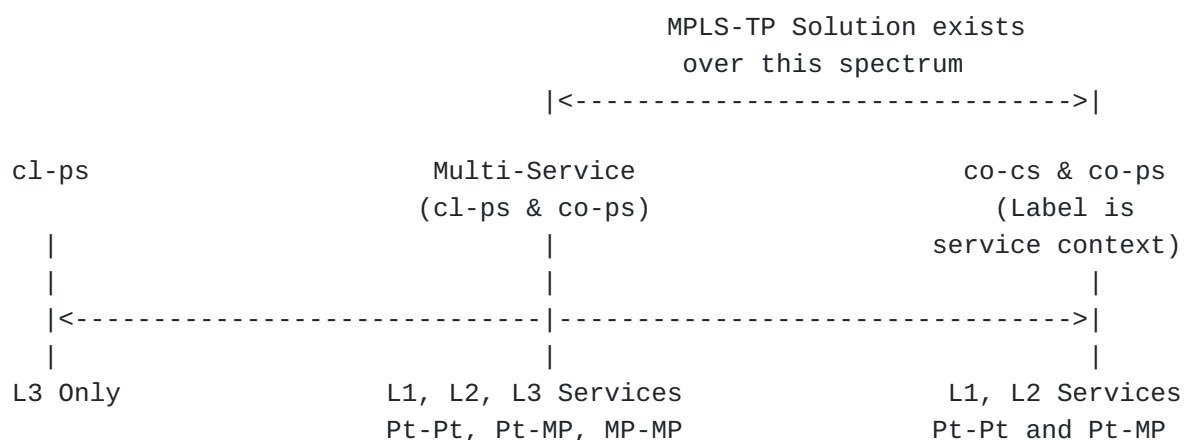 MPLS-TP Solution exists
over this spectrum
|<--------------------------------->|
cl-ps Multi-Service co-cs & co-ps
(cl-ps & co-ps) (Label is
| | service context)
| | |
|<------------------------------|--------------------------------->|
| | |
L3 Only L1, L2, L3 Services L1, L2 Services
Pt-Pt, Pt-MP, MP-MP Pt-Pt and Pt-MP